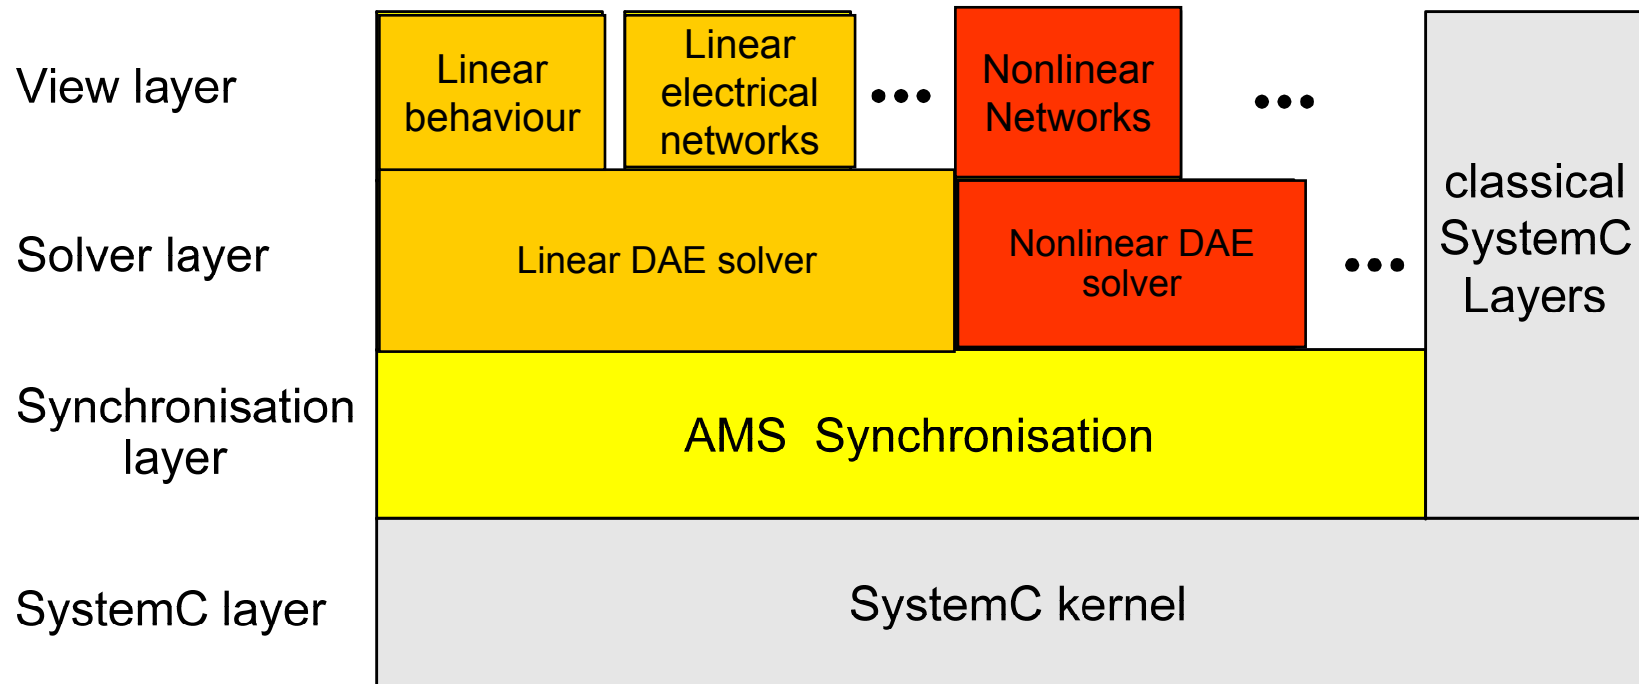 View layer
Linear
behaviour
Linear
electrical
networks
•••
Nonlinear
Networks
•••
classical
SystemC
Layers
Solver layer
Linear DAE solver
Nonlinear DAE
solver
•••
Synchronisation
layer
AMS Synchronisation
SystemC layer
SystemC kernel